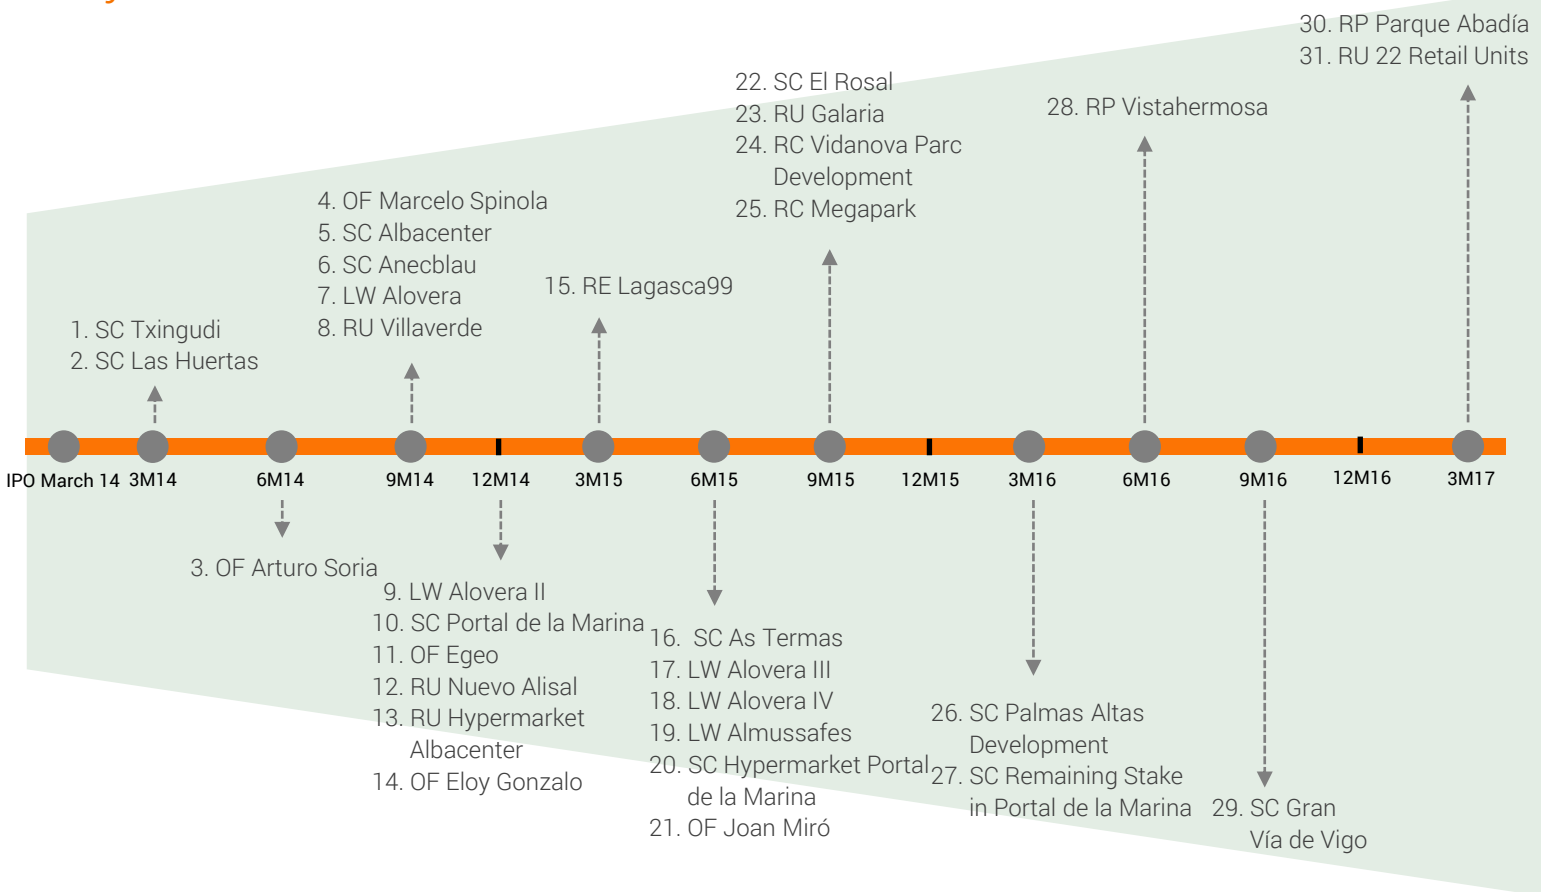 30. RP Parque Abadía
31. RU 22 Retail Units
22. SC El Rosal
23. RU Galaria
24. RC Vidanova Parc
Development
25. RC Megapark
28. RP Vistahermosa
4. OF Marcelo Spinola
5. SC Albacenter
6. SC Anecblau
7. LW Alovera
8. RU Villaverde
15. RE Lagasca99
1. SC Txingudi
2. SC Las Huertas
IPO March 14
3M14
6M14
9M14
12M14
3M15
6M15
9M15
12M15
3M16
6M16
9M16
12M16
3M17
3. OF Arturo Soria
9. LW Alovera II
10. SC Portal de la Marina
11. OF Egeo
12. RU Nuevo Alisal
13. RU Hypermarket
Albacenter
14. OF Eloy Gonzalo
16. SC As Termas
17. LW Alovera III
18. LW Alovera IV
19. LW Almussafes
20. SC Hypermarket Portal
de la Marina
21. OF Joan Miró
26. SC Palmas Altas
Development
27. SC Remaining Stake
in Portal de la Marina
29. SC Gran
Vía de Vigo